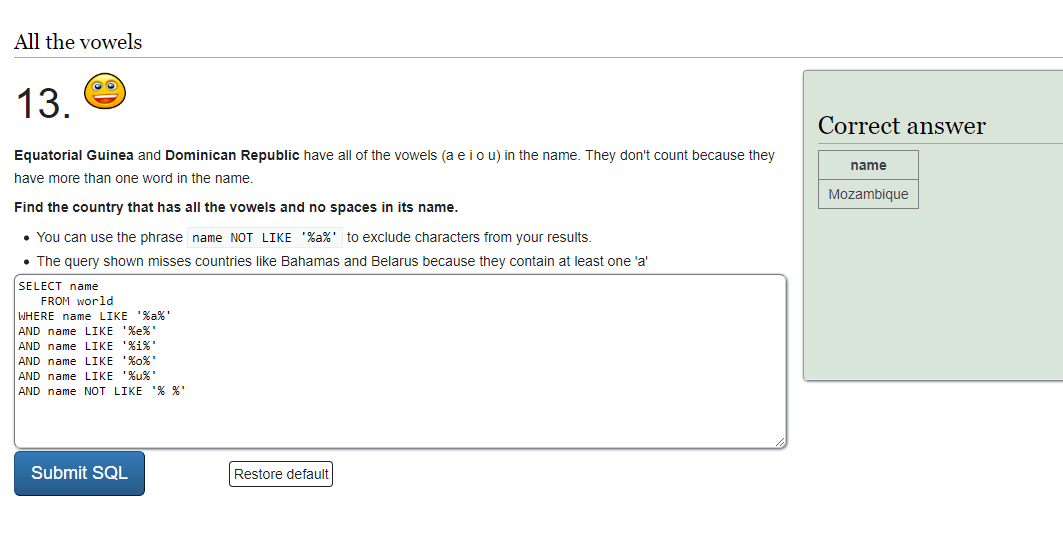 All the vowels
13.
Equatorial Guinea and Dominican Republic have all of the vowels (a e i o u) in the name. They don't count because they
have more than one word in the name.
Find the country that has all the vowels and no spaces in its name.
• You can use the phrase name NOT LIKE '%a%' to exclude characters from your results.
• The query shown misses countries like Bahamas and Belarus because they contain at least one 'a'
SELECT name
   FROM world
WHERE name LIKE '%a%'
AND name LIKE '%e%'
AND name LIKE '%i%'
AND name LIKE '%o%'
AND name LIKE '%u%'
AND name NOT LIKE '% %'
Submit SQL
Restore default
Correct answer
name
Mozambique